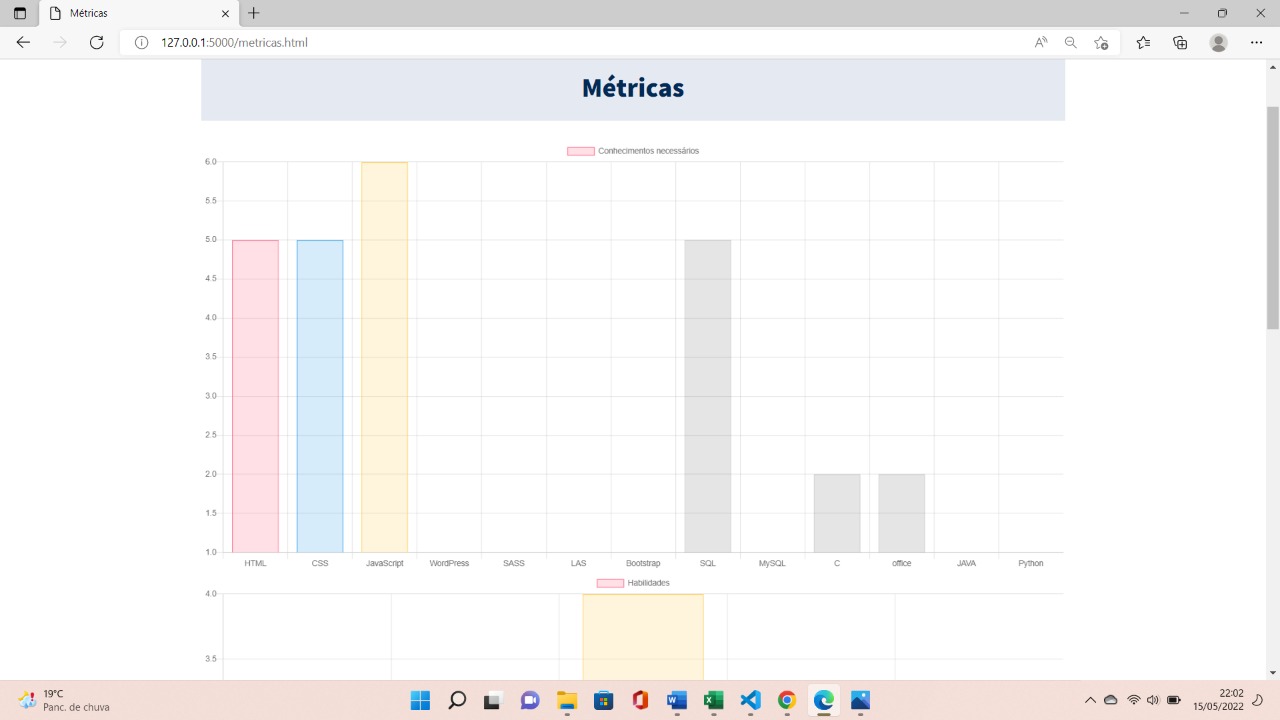 Métricas
127.0.0.1:5000/metricas.html
Métricas
Conhecimentos necessários
6.0
5.5
5.0
4.5
4.0
3.5
3.0
2.5
2.0
1.5
1.0
HTML CSS JavaScript WordPress SASS LAS Bootstrap SQL MySQL C office JAVA Python
Habilidades
4.0
3.5
19°C
Panc. de chuva
22:02
15/05/2022